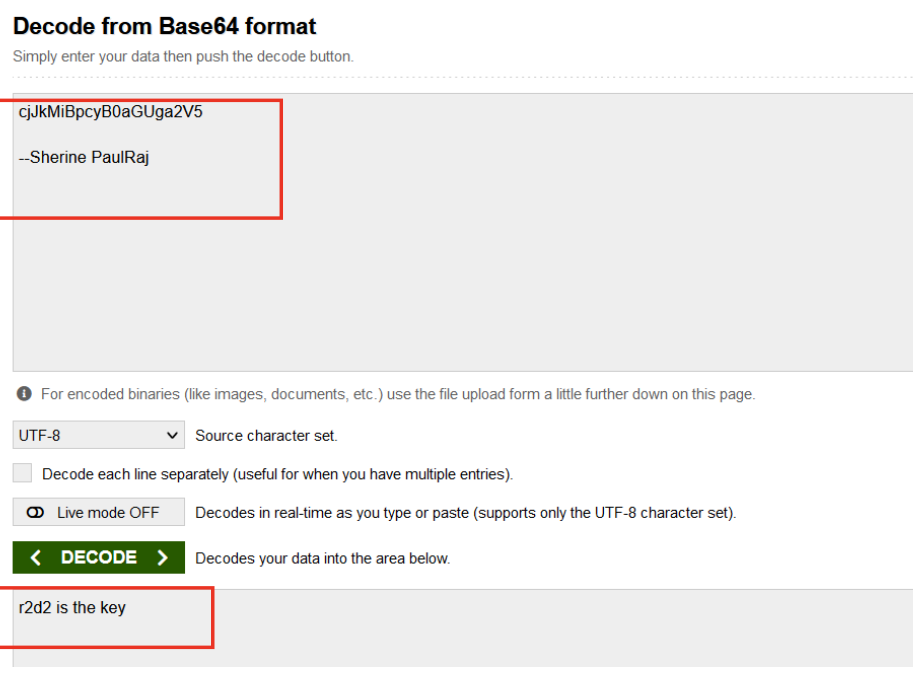 Decode from Base64 format
Simply enter your data then push the decode button.
cjJkMiBpcyB0aGUga2V5
--Sherine PaulRaj
For encoded binaries (like images, documents, etc.) use the file upload form a little further down on this page.
UTF-8 Source character set.
Decode each line separately (useful for when you have multiple entries).
Live mode OFF Decodes in real-time as you type or paste (supports only the UTF-8 character set).
< DECODE > Decodes your data into the area below.
r2d2 is the key